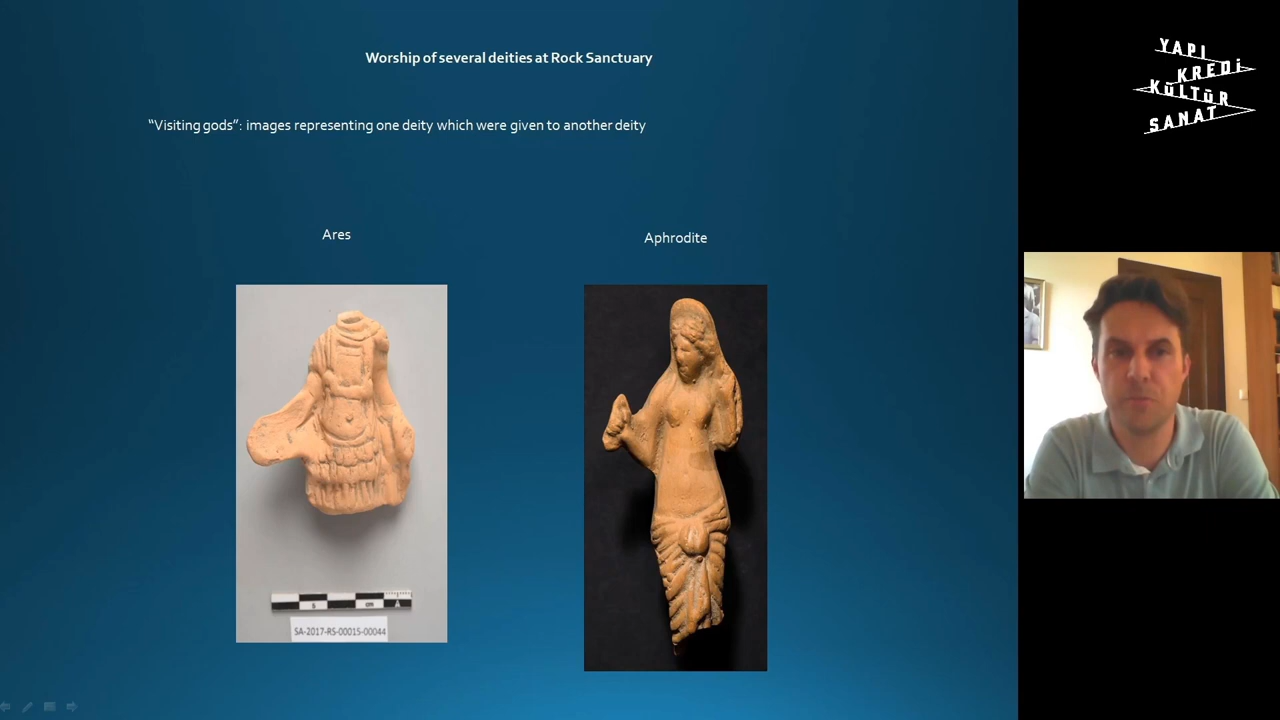 Worship of several deities at Rock Sanctuary
“Visiting gods”: images representing one deity which were given to another deity
Ares
Aphrodite
cm
SA-2017-RS-00015-00044
YAPI
KREDİ
KÜLTÜR
SANAT